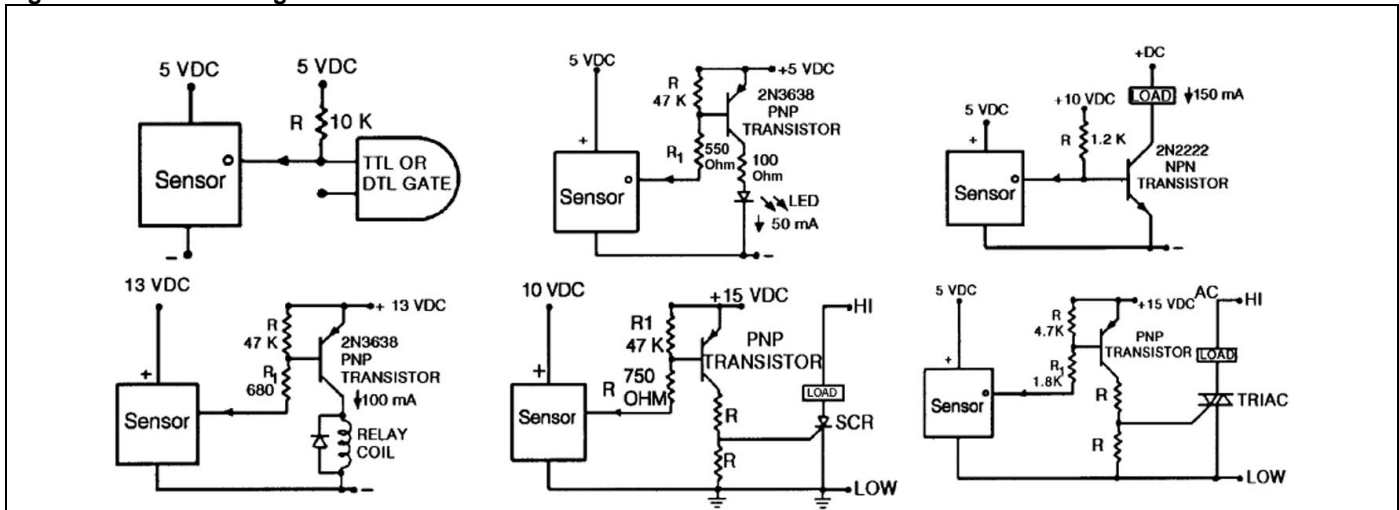 5 VDC
5 VDC
R
10 K
Sensor
TTL OR
DTL GATE
–
5 VDC
+5 VDC
R
47 K
2N3638
PNP
TRANSISTOR
+
R1
550
Ohm
100
Ohm
Sensor
LED
50 mA
–
+DC
LOAD
150 mA
5 VDC
+10 VDC
+
R
1.2 K
2N2222
NPN
TRANSISTOR
Sensor
–
13 VDC
+ 13 VDC
R
47 K
2N3638
PNP
TRANSISTOR
+
R1
680
100 mA
Sensor
RELAY
COIL
–
10 VDC
+15 VDC
HI
R1
47 K
PNP
TRANSISTOR
+
R
750
OHM
LOAD
Sensor
R
SCR
R
LOW
5 VDC
+15 VDC
AC
HI
R
4.7K
PNP
TRANSISTOR
LOAD
+
R1
1.8K
Sensor
R
TRIAC
R
LOW